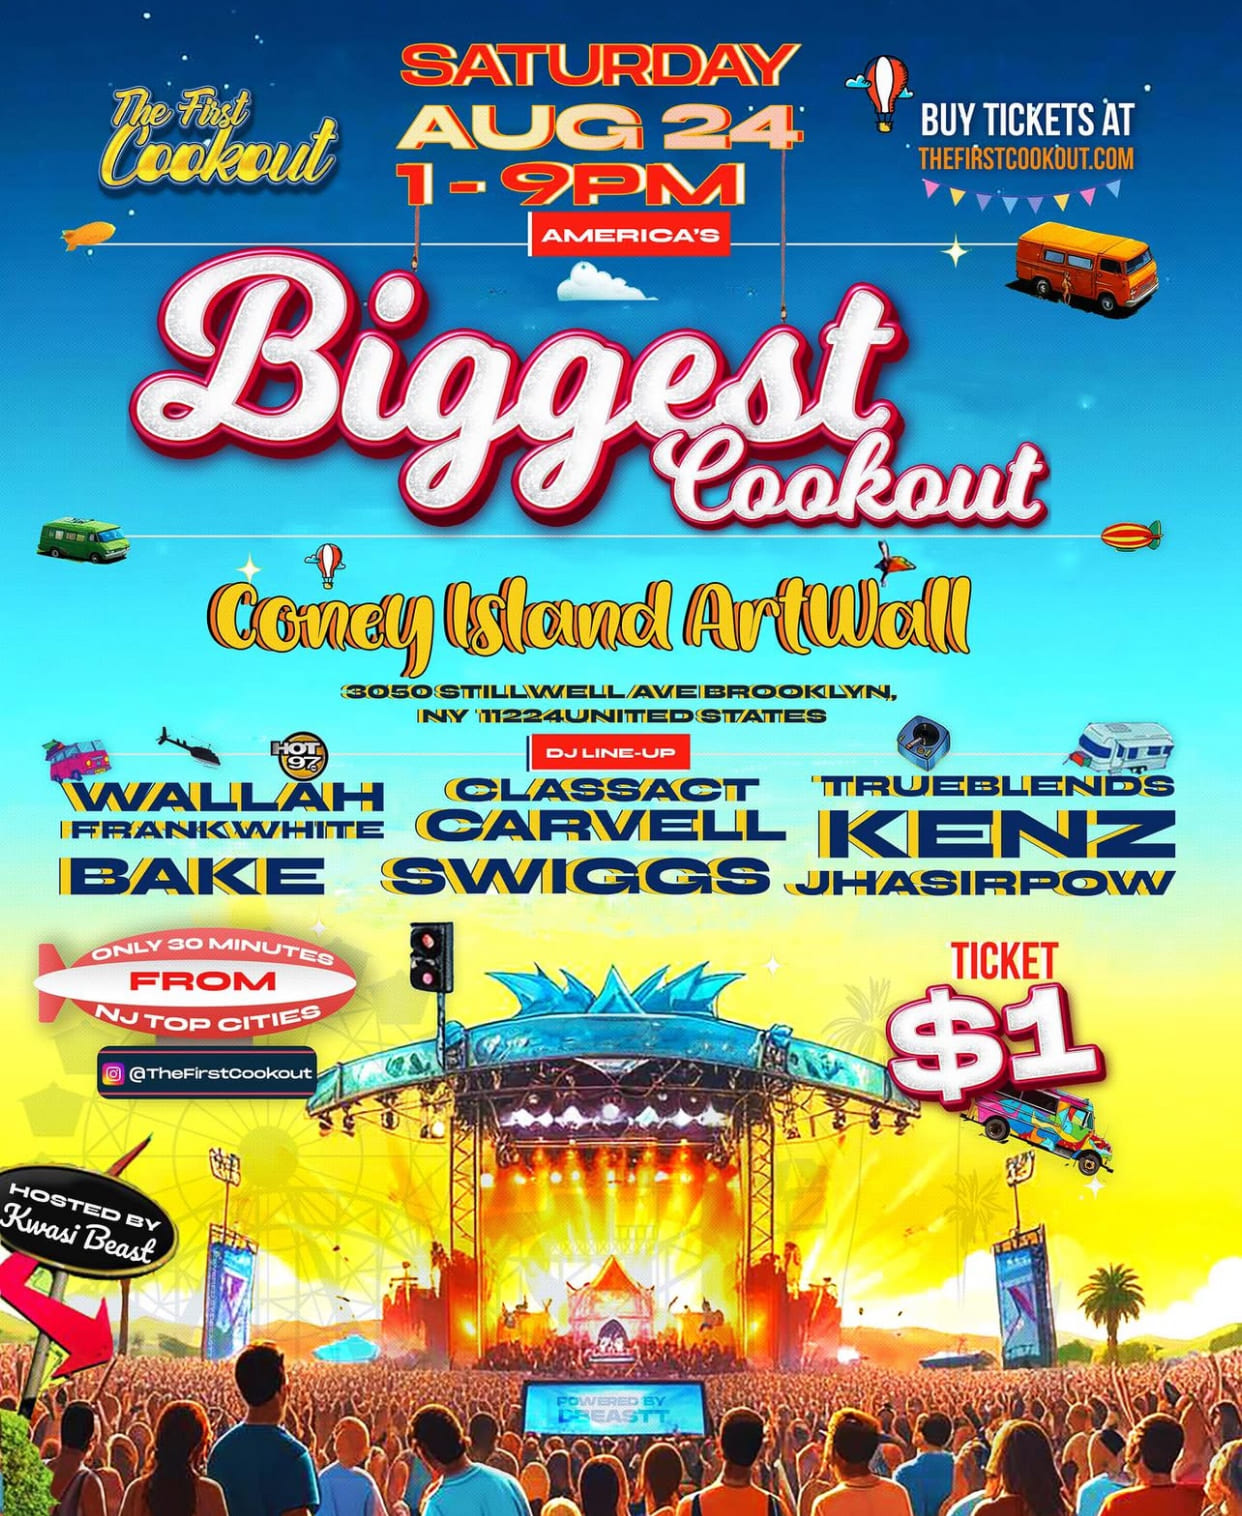 The First
Cookout
SATURDAY
AUG 24
1 - 9PM
BUY TICKETS AT
THEFIRSTCOOKOUT.COM
AMERICA'S
Biggest
Cookout
Coney Island ArtWall
3050 STILLWELL AVE BROOKLYN,
NY 11224 UNITED STATES
DJ LINE-UP
HOT
97
WALLAH
FRANKWHITE
BAKE
CLASSACT
CARVELL
SWIGGS
TRUEBLENDS
KENZ
JHASIRPOW
ONLY 30 MINUTES
FROM
NJ TOP CITIES
@TheFirstCookout
TICKET
$1
HOSTED BY
Kwasi Beast
POWERED BY
DBEASTT